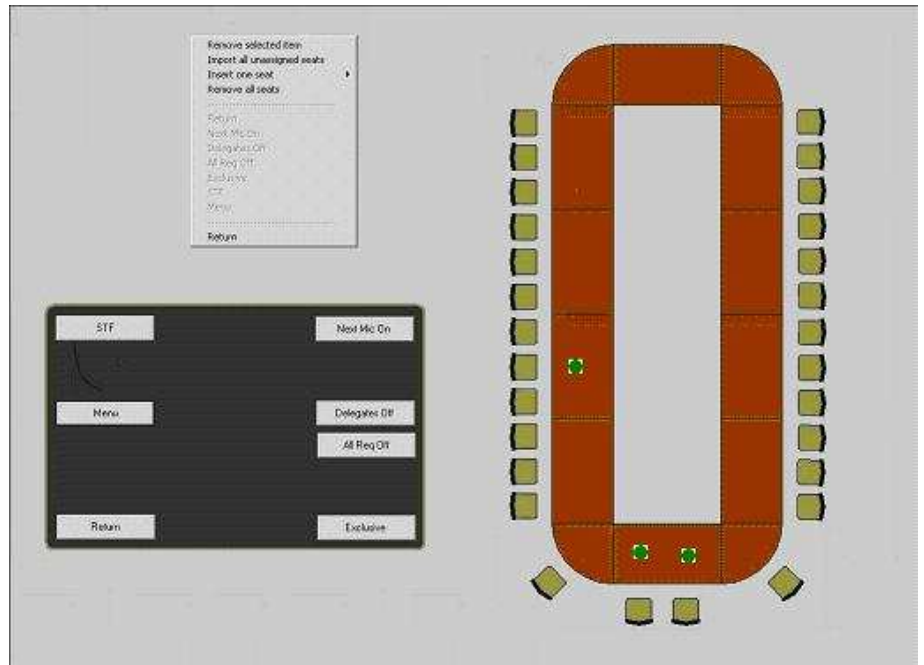 Remove selected item
Import all unassigned seats
Insert one seat
Remove all seats
Return
Next Mic On
Delegates Off
All Req Off
Exclusive
STF
Menu
Return
STF
Next Mic On
Menu
Delegates Off
All Req Off
Return
Exclusive